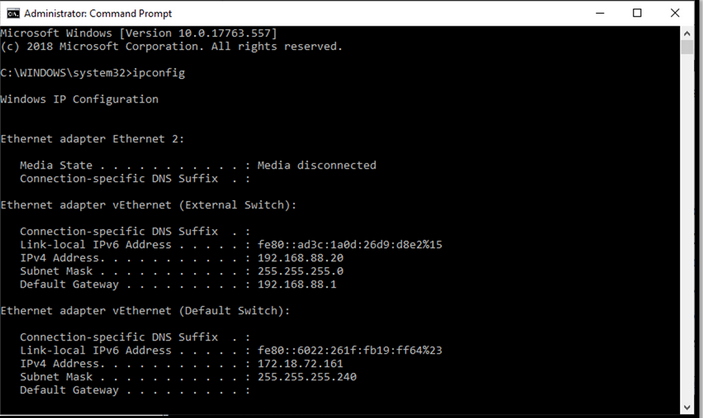 Administrator: Command Prompt
Microsoft Windows [Version 10.0.17763.557]
(c) 2018 Microsoft Corporation. All rights reserved.
C:\WINDOWS\system32>ipconfig
Windows IP Configuration
Ethernet adapter Ethernet 2:
Media State . . . . . . . . . . . : Media disconnected
Connection-specific DNS Suffix  . :
Ethernet adapter vEthernet (External Switch):
Connection-specific DNS Suffix  . :
Link-local IPv6 Address . . . . . : fe80::ad3c:1a0d:26d9:d8e2%15
IPv4 Address. . . . . . . . . . . : 192.168.88.20
Subnet Mask . . . . . . . . . . . : 255.255.255.0
Default Gateway . . . . . . . . . : 192.168.88.1
Ethernet adapter vEthernet (Default Switch):
Connection-specific DNS Suffix  . :
Link-local IPv6 Address . . . . . : fe80::6022:261f:fb19:ff64%23
IPv4 Address. . . . . . . . . . . : 172.18.72.161
Subnet Mask . . . . . . . . . . . : 255.255.255.240
Default Gateway . . . . . . . . . :